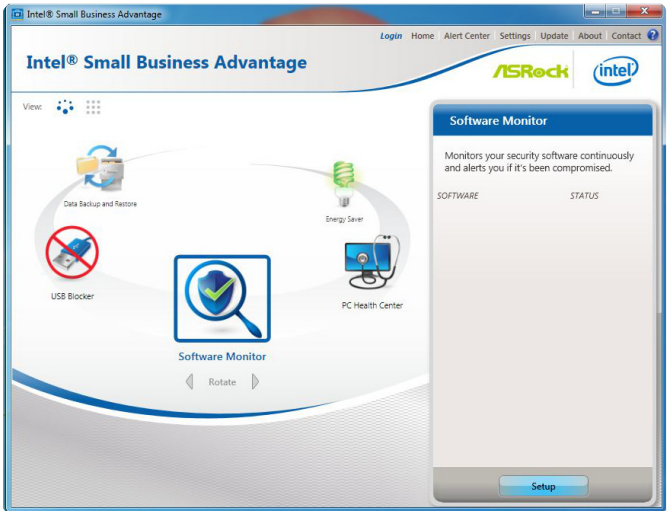 Intel® Small Business Advantage
Login Home Alert Center Settings Update About Contact ?
Intel® Small Business Advantage
ASRock intel
View:
Software Monitor
Monitors your security software continuously
and alerts you if it's been compromised.
SOFTWARE STATUS
Data Backup and Restore
Energy Saver
USB Blocker
PC Health Center
Software Monitor
Rotate
Setup